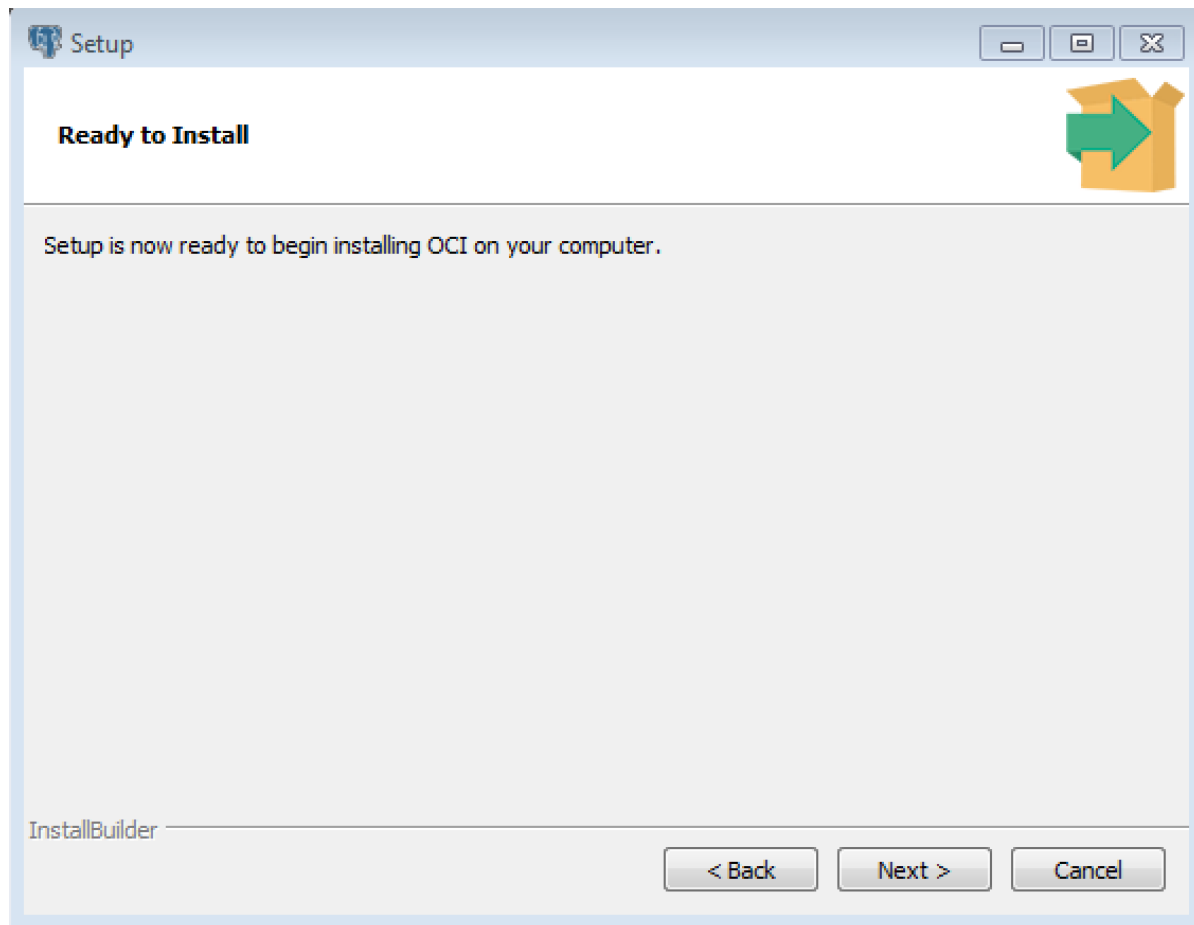 Setup
Ready to Install
Setup is now ready to begin installing OCI on your computer.
InstallBuilder
< Back
Next >
Cancel